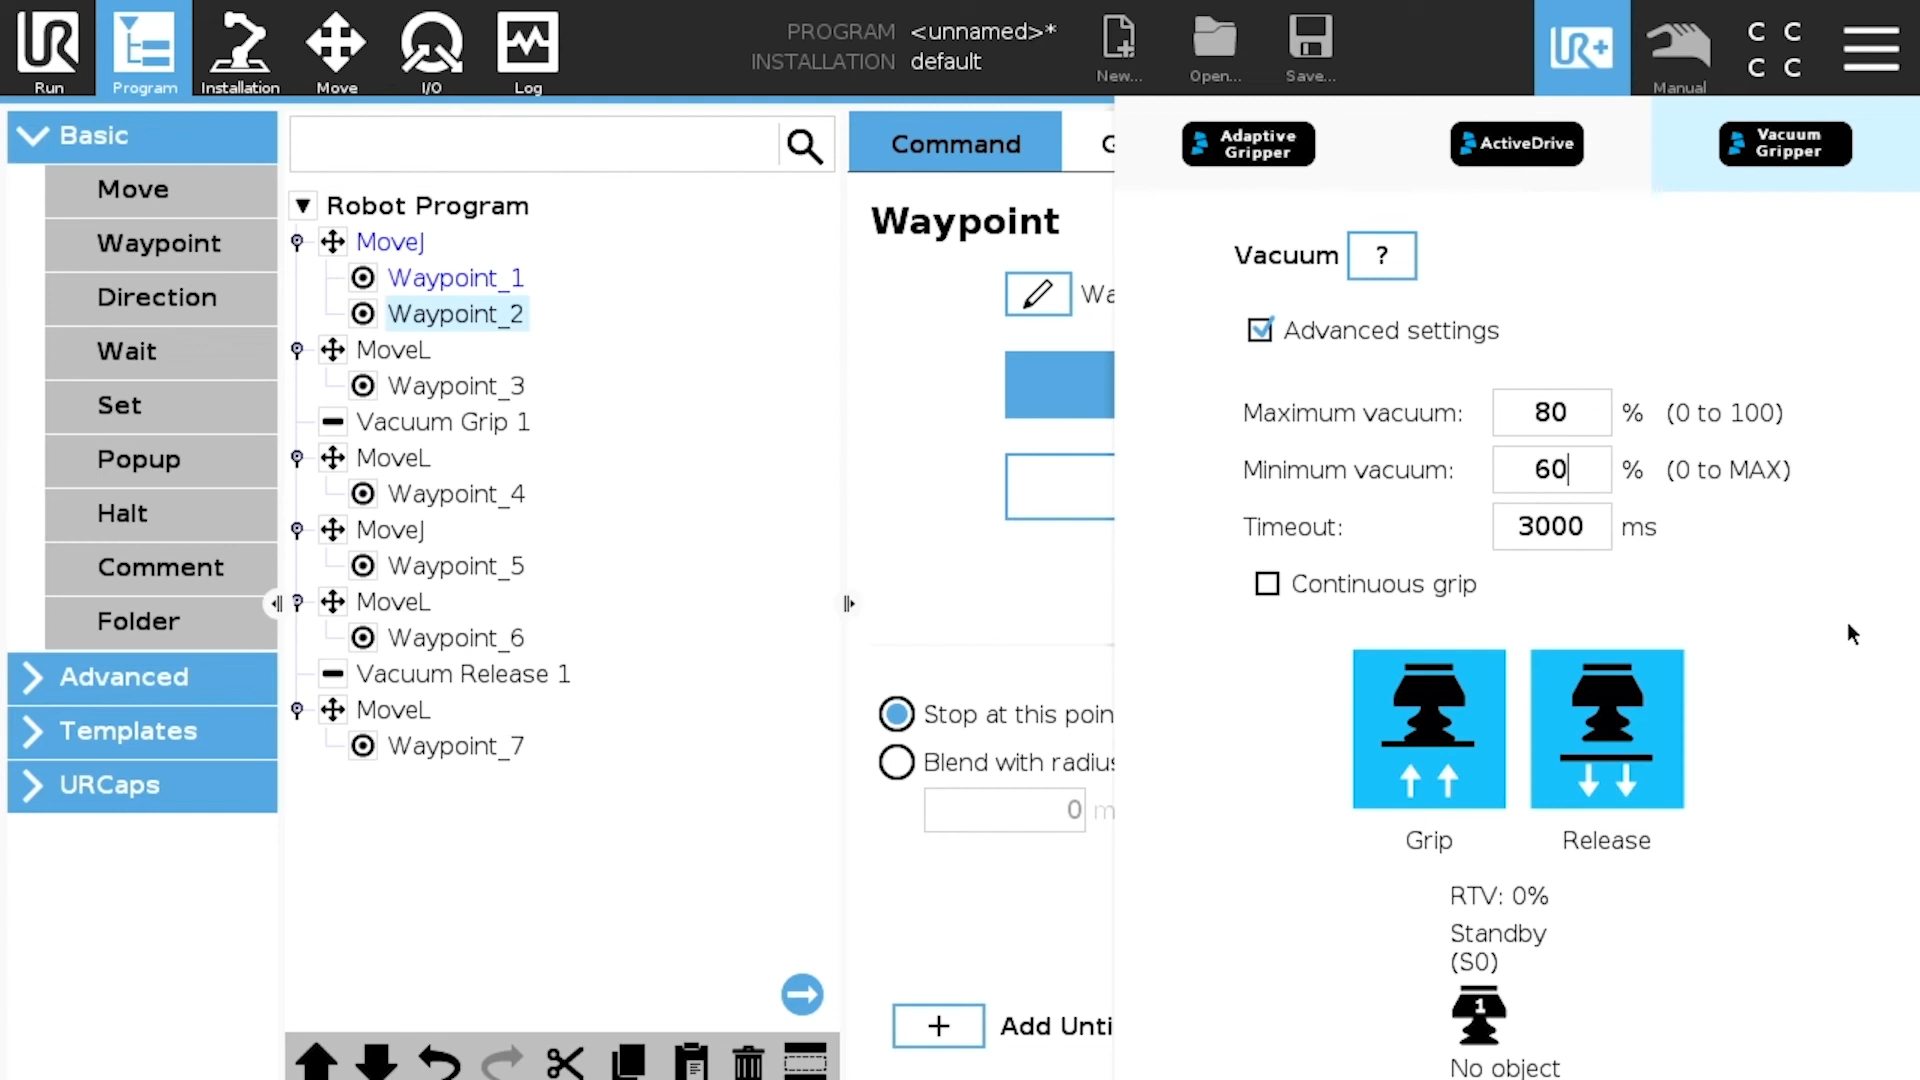 Run
Program
Installation
Move
I/O
Log
PROGRAM <unnamed>*
INSTALLATION default
New...
Open...
Save...
UR+
Manual
C C
C C
Basic
Move
Waypoint
Direction
Wait
Set
Popup
Halt
Comment
Folder
Advanced
Templates
URCaps
Robot Program
MoveJ
Waypoint_1
Waypoint_2
MoveL
Waypoint_3
Vacuum Grip 1
MoveL
Waypoint_4
MoveJ
Waypoint_5
MoveL
Waypoint_6
Vacuum Release 1
MoveL
Waypoint_7
Command
Waypoint
Wa
Stop at this poin
Blend with radius
0 m
+ Add Unti
Adaptive
Gripper
ActiveDrive
Vacuum
Gripper
Vacuum ?
Advanced settings
Maximum vacuum: 80 % (0 to 100)
Minimum vacuum: 60 % (0 to MAX)
Timeout: 3000 ms
Continuous grip
Grip
Release
RTV: 0%
Standby
(S0)
1
No object